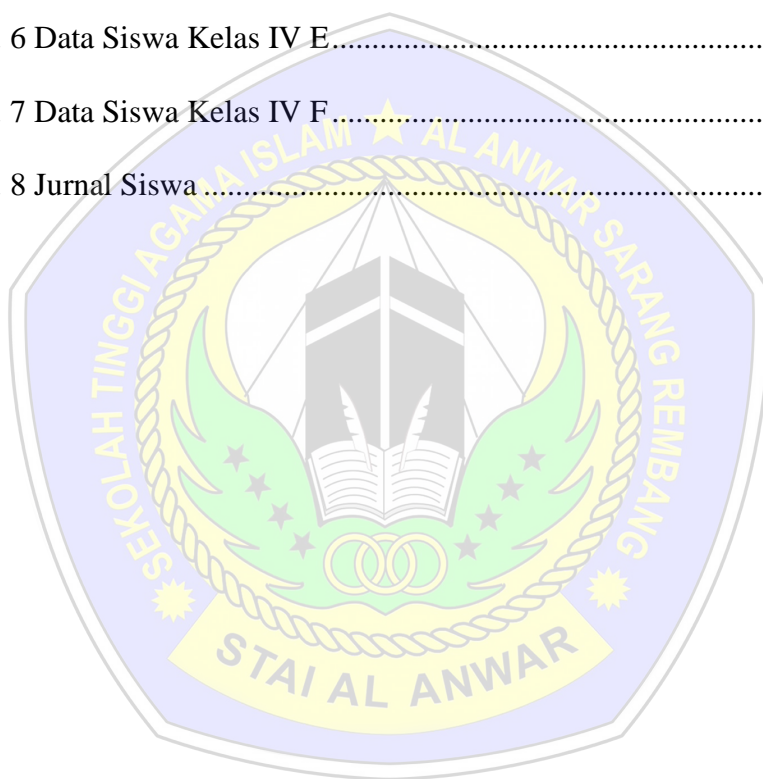 6 Data Siswa Kelas IV E.......................................................
7 Data Siswa Kelas IV F.......................................................
8 Jurnal Siswa.......................................................................
SEKOLAH TINGGI AGAMA ISLAM ★ AL ANWAR SARANG REMBANG
STAI AL ANWAR